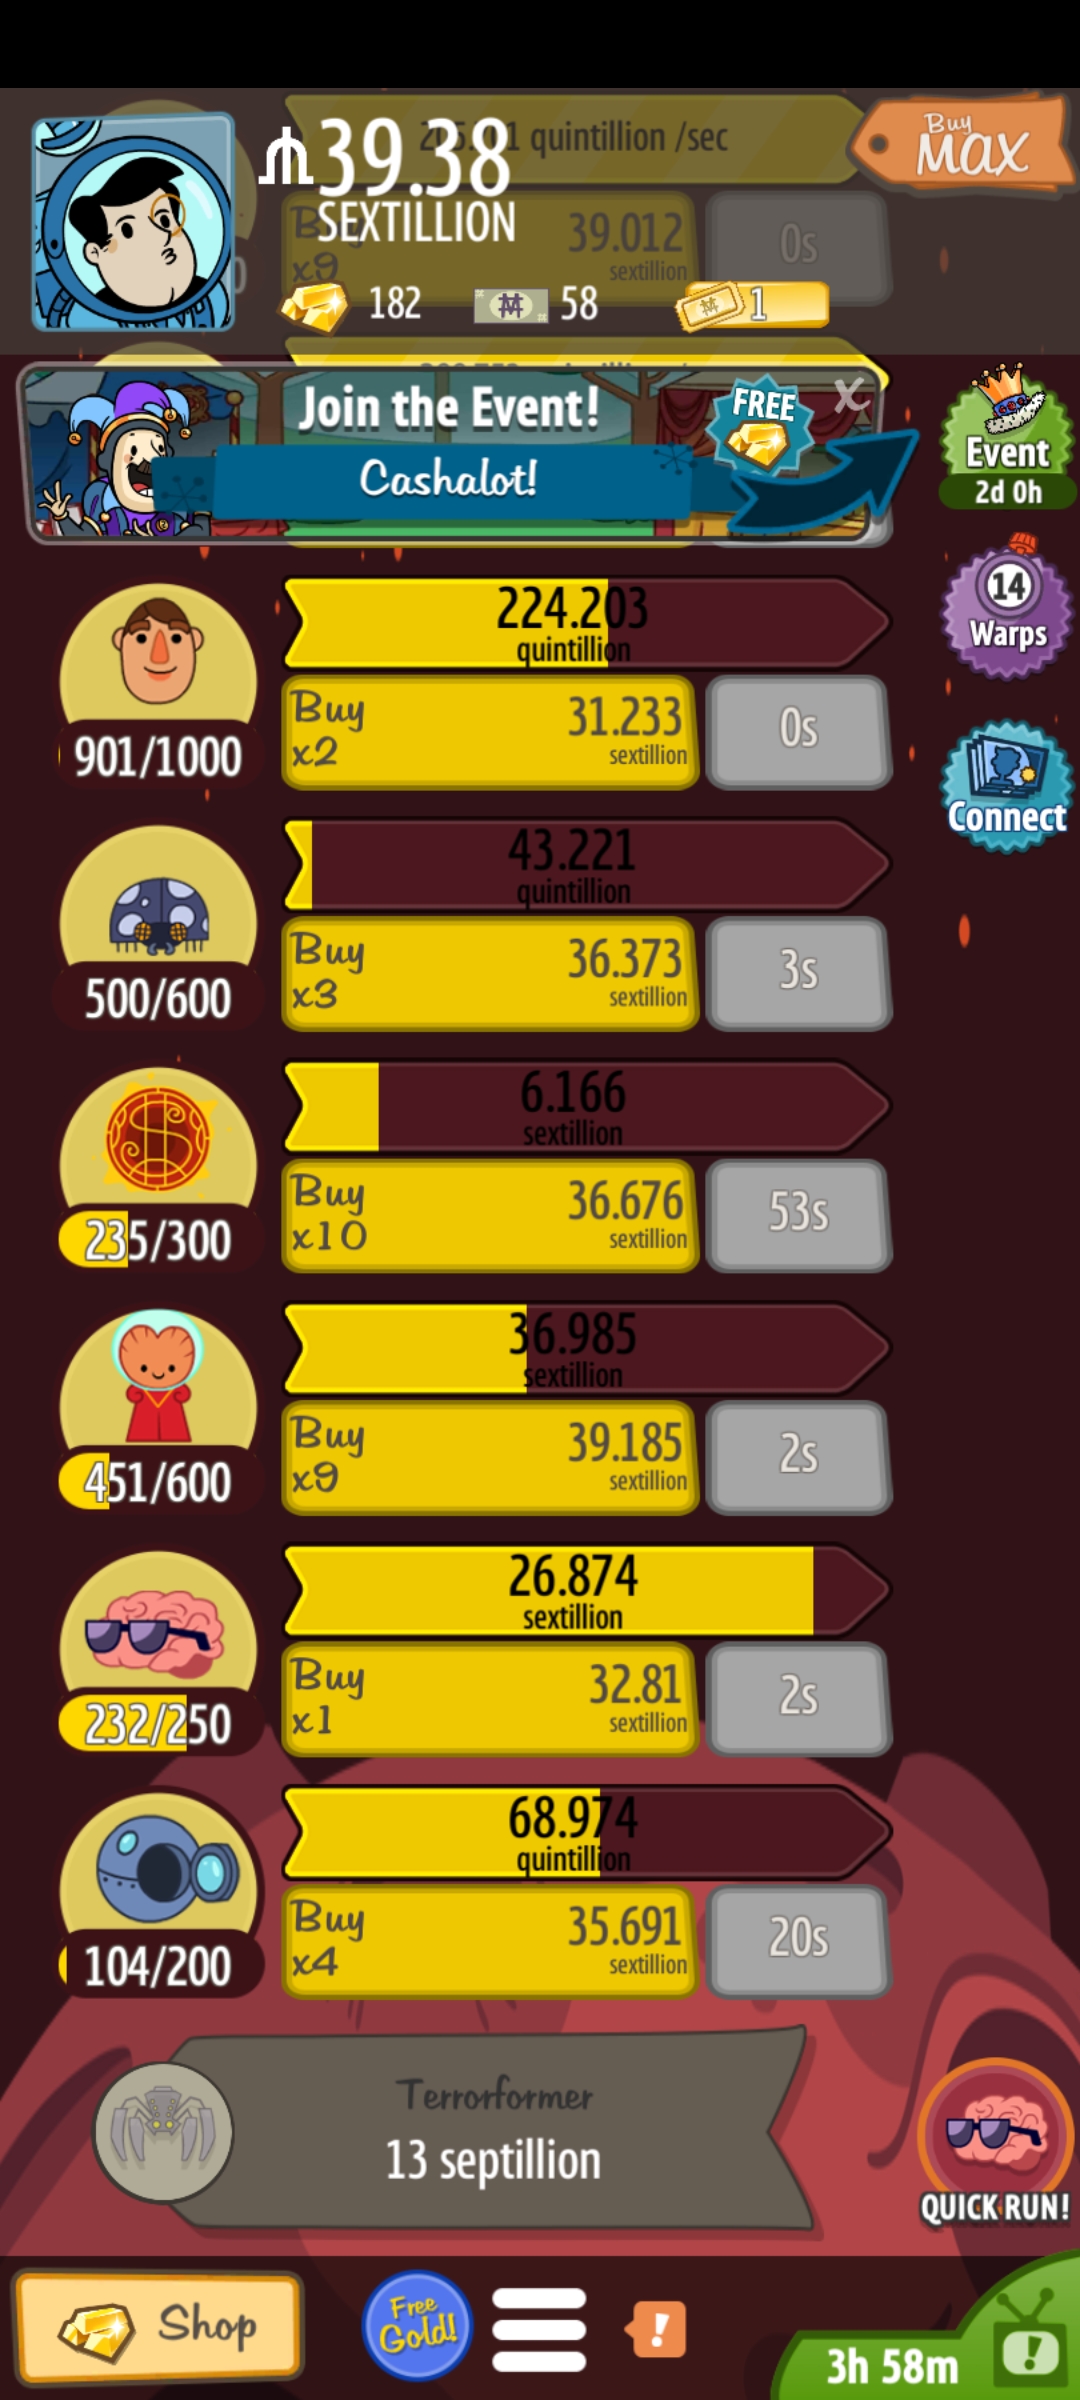 quintillion /sec
₼39.38
SEXTILLION
Buy
MAX
Buy
x9
39.012
sextillion
0s
182
58
1
Join the Event!
Cashalot!
FREE
X
Event
2d 0h
14
Warps
Connect
224.203
quintillion
901/1000
Buy
x2
31.233
sextillion
0s
43.221
quintillion
500/600
Buy
x3
36.373
sextillion
3s
6.166
sextillion
235/300
Buy
x10
36.676
sextillion
53s
36.985
sextillion
451/600
Buy
x9
39.185
sextillion
2s
26.874
sextillion
232/250
Buy
x1
32.81
sextillion
2s
68.974
quintillion
104/200
Buy
x4
35.691
sextillion
20s
Terrorformer
13 septillion
QUICK RUN!
Shop
Free
Gold!
!
3h 58m
!